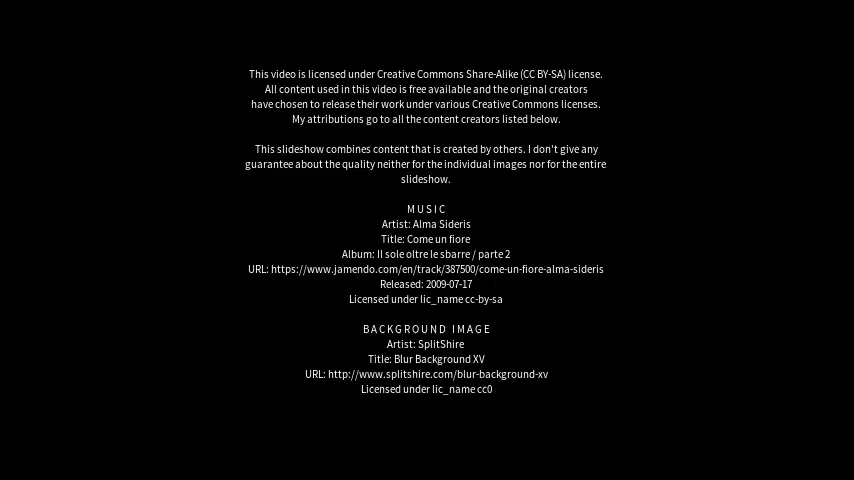 This video is licensed under Creative Commons Share-Alike (CC BY-SA) license.
All content used in this video is free available and the original creators
have chosen to release their work under various Creative Commons licenses.
My attributions go to all the content creators listed below.
This slideshow combines content that is created by others. I don't give any
guarantee about the quality neither for the individual images nor for the entire
slideshow.
MUSIC
Artist: Alma Sideris
Title: Come un fiore
Album: Il sole oltre le sbarre / parte 2
URL: https://www.jamendo.com/en/track/387500/come-un-fiore-alma-sideris
Released: 2009-07-17
Licensed under lic_name cc-by-sa
BACKGROUND IMAGE
Artist: SplitShire
Title: Blur Background XV
URL: http://www.splitshire.com/blur-background-xv
Licensed under lic_name cc0